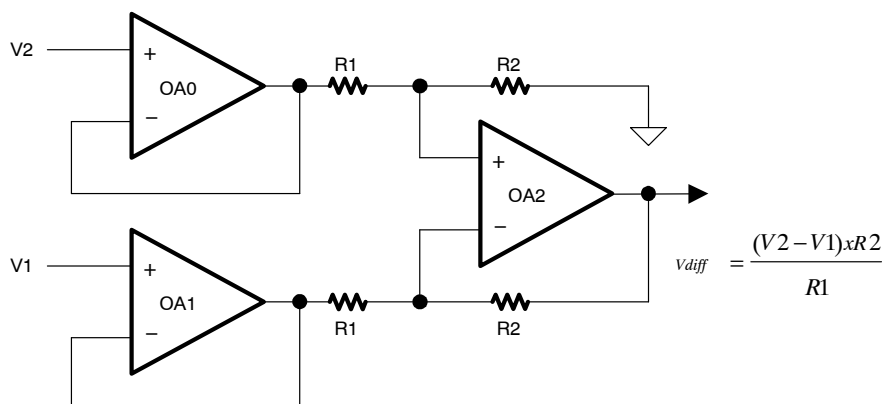 V2
+
OA0
−
R1
R2
+
OA2
−
V1
+
OA1
−
R1
R2
Vdiff = (V2 − V1)xR2
R1